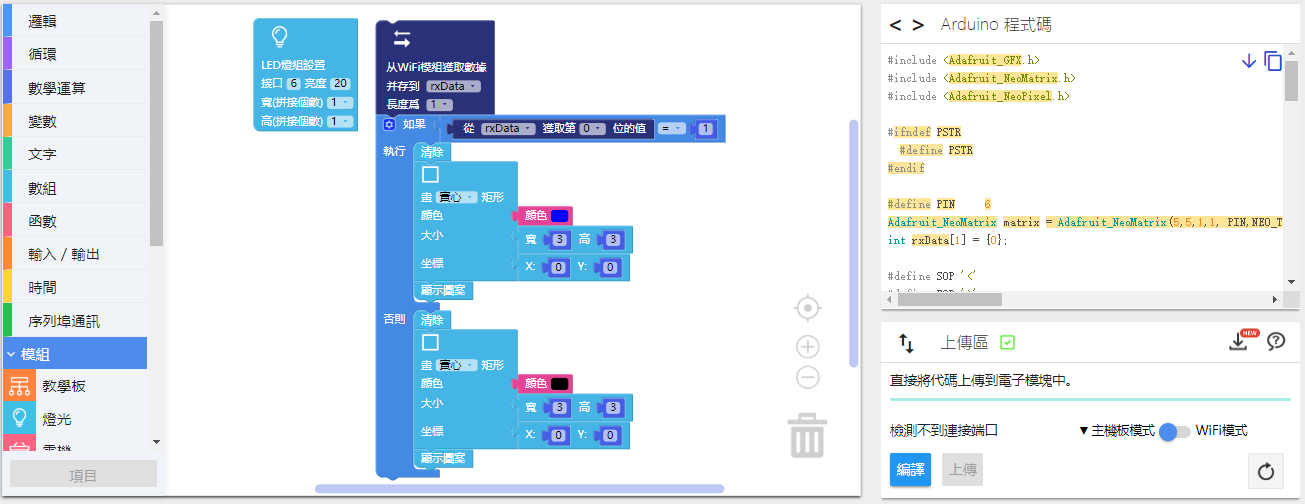 邏輯
循環
數學運算
變數
文字
數組
函數
輸入 / 輸出
時間
序列埠通訊
模組
教學板
燈光
項目
LED燈組設置
接口 6 亮度 20
寬(拼接個數) 1
高(拼接個數) 1
从WiFi模組獲取數據
并存到 rxData
長度爲 1
如果 從 rxData 獲取第 0 位的值 = 1
執行 清除
畫 實心 矩形
顏色 顏色
大小 寬 3 高 3
坐標 X: 0 Y: 0
顯示圖案
否則 清除
畫 實心 矩形
顏色 顏色
大小 寬 3 高 3
坐標 X: 0 Y: 0
顯示圖案
< > Arduino 程式碼
#include <Adafruit_GFX.h>
#include <Adafruit_NeoMatrix.h>
#include <Adafruit_NeoPixel.h>
#ifndef PSTR
#define PSTR
#endif
#define PIN 6
Adafruit_NeoMatrix matrix = Adafruit_NeoMatrix(5,5,1,1, PIN,NEO_T
int rxData[1] = {0};
#define SOP '<'
上傳區
NEW
直接將代碼上傳到電子模塊中。
檢測不到連接端口 ▼主機板模式 WiFi模式
編譯 上傳